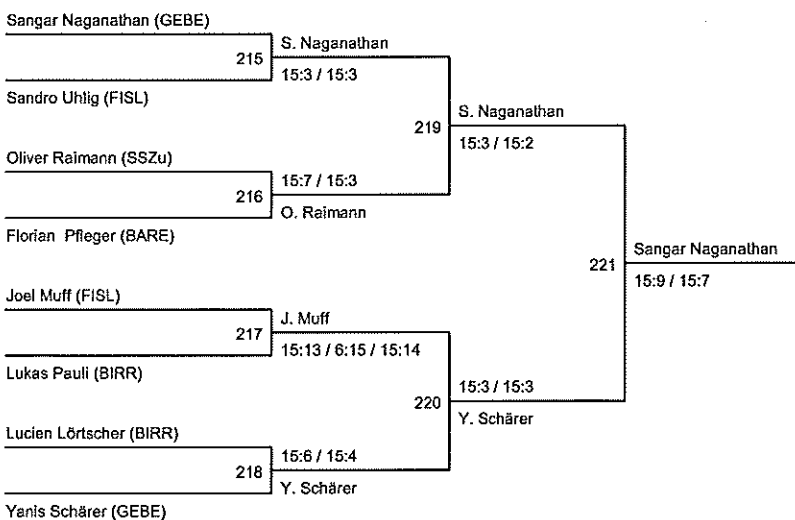 Sangar Naganathan (GEBE)
215
S. Naganathan
15:3 / 15:3
Sandro Uhlig (FISL)
219
S. Naganathan
15:3 / 15:2
Oliver Raimann (SSZu)
216
15:7 / 15:3
O. Raimann
Florian Pfleger (BARE)
221
Sangar Naganathan
15:9 / 15:7
Joel Muff (FISL)
217
J. Muff
15:13 / 6:15 / 15:14
Lukas Pauli (BIRR)
220
15:3 / 15:3
Y. Schärer
Lucien Lörtscher (BIRR)
218
15:6 / 15:4
Y. Schärer
Yanis Schärer (GEBE)